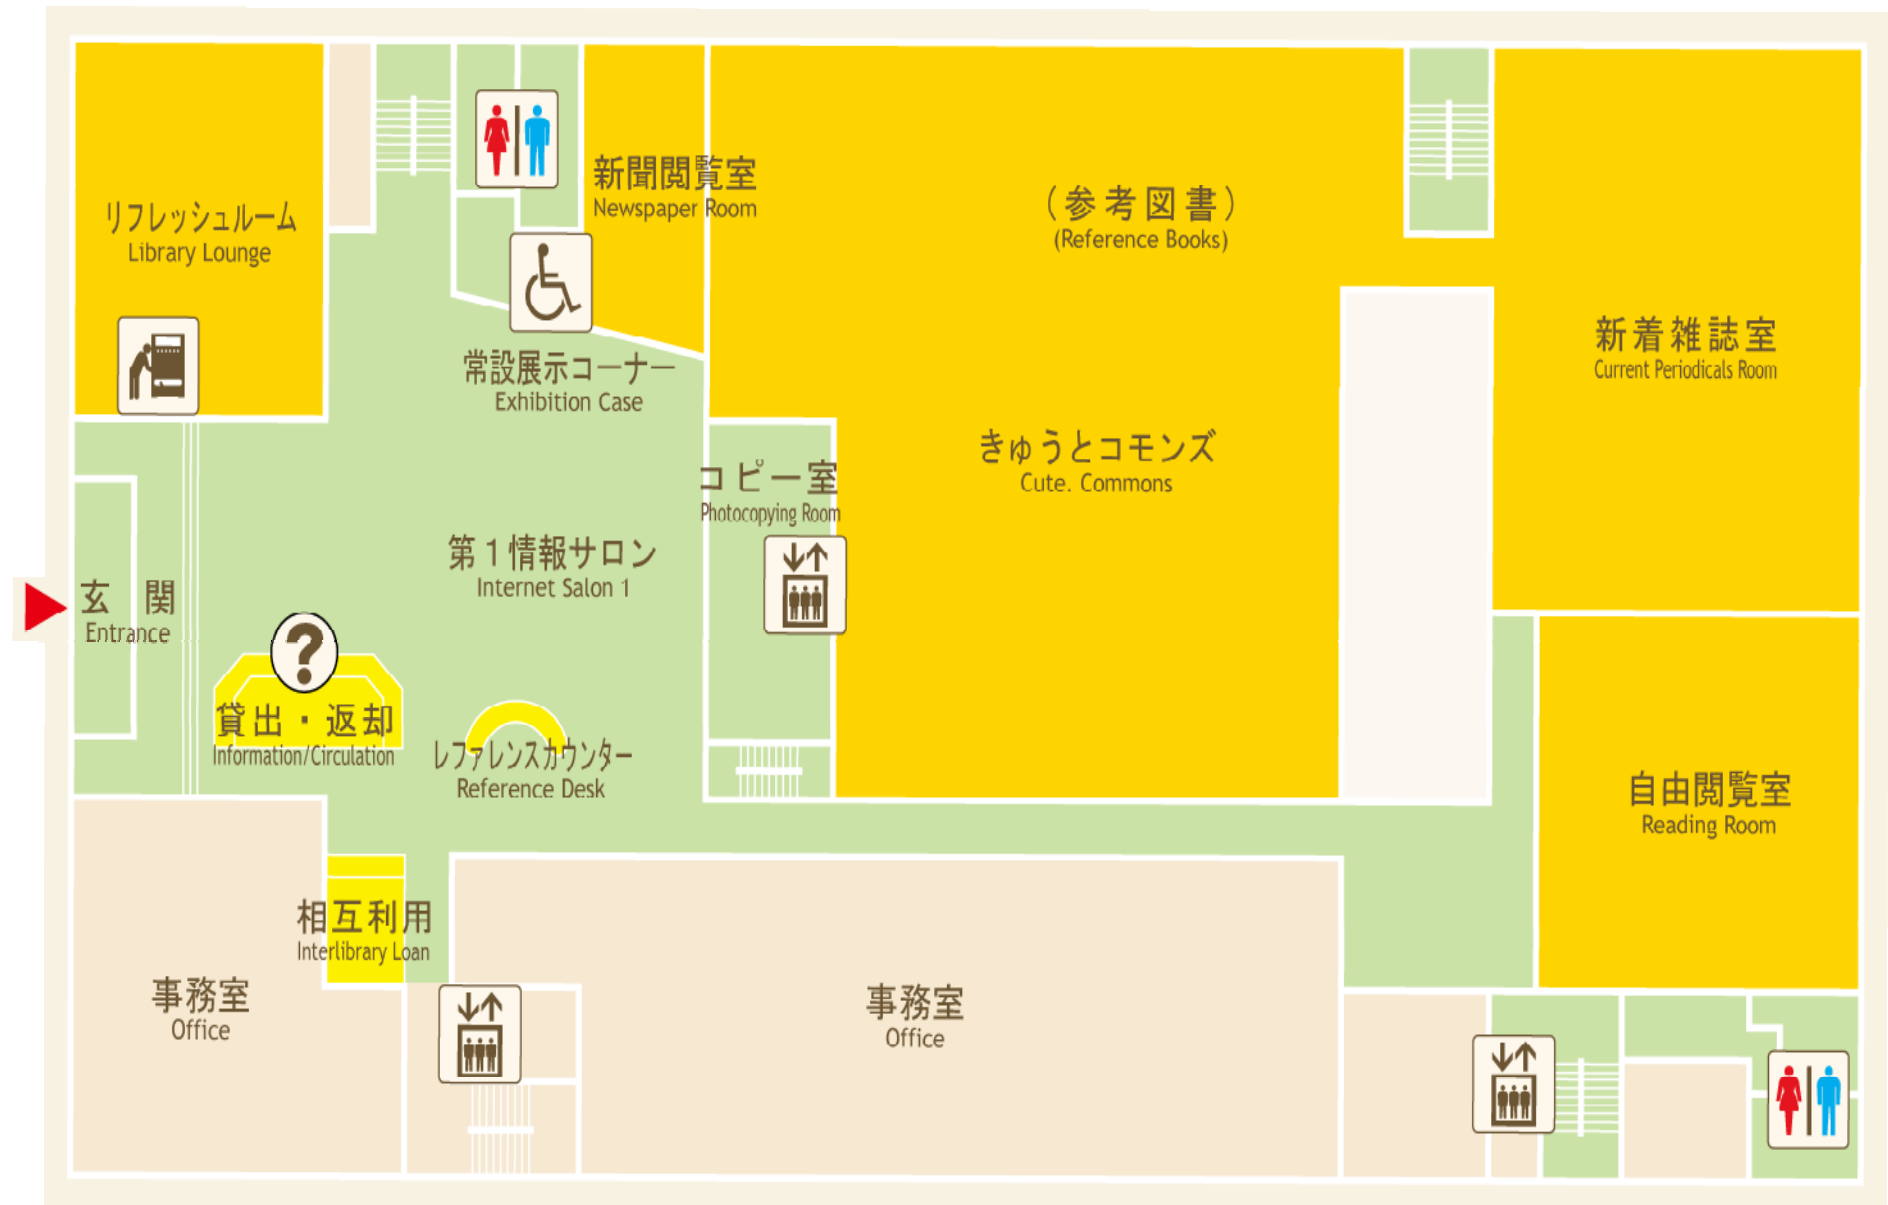 リフレッシュルーム
Library Lounge
新聞閲覧室
Newspaper Room
（参考図書）
(Reference Books)
新着雑誌室
Current Periodicals Room
常設展示コーナー
Exhibition Case
コピー室
Photocopying Room
きゅうとコモンズ
Cute. Commons
第１情報サロン
Internet Salon 1
玄　関
Entrance
?
貸出・返却
Information/Circulation
レファレンスカウンター
Reference Desk
自由閲覧室
Reading Room
相互利用
Interlibrary Loan
事務室
Office
事務室
Office